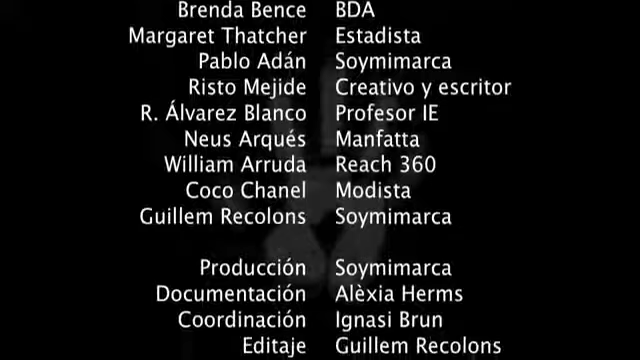 Brenda Bence BDA
Margaret Thatcher Estadista
Pablo Adán Soymimarca
Risto Mejide Creativo y escritor
R. Álvarez Blanco Profesor IE
Neus Arqués Manfatta
William Arruda Reach 360
Coco Chanel Modista
Guillem Recolons Soymimarca
Producción Soymimarca
Documentación Alèxia Herms
Coordinación Ignasi Brun
Editaje Guillem Recolons